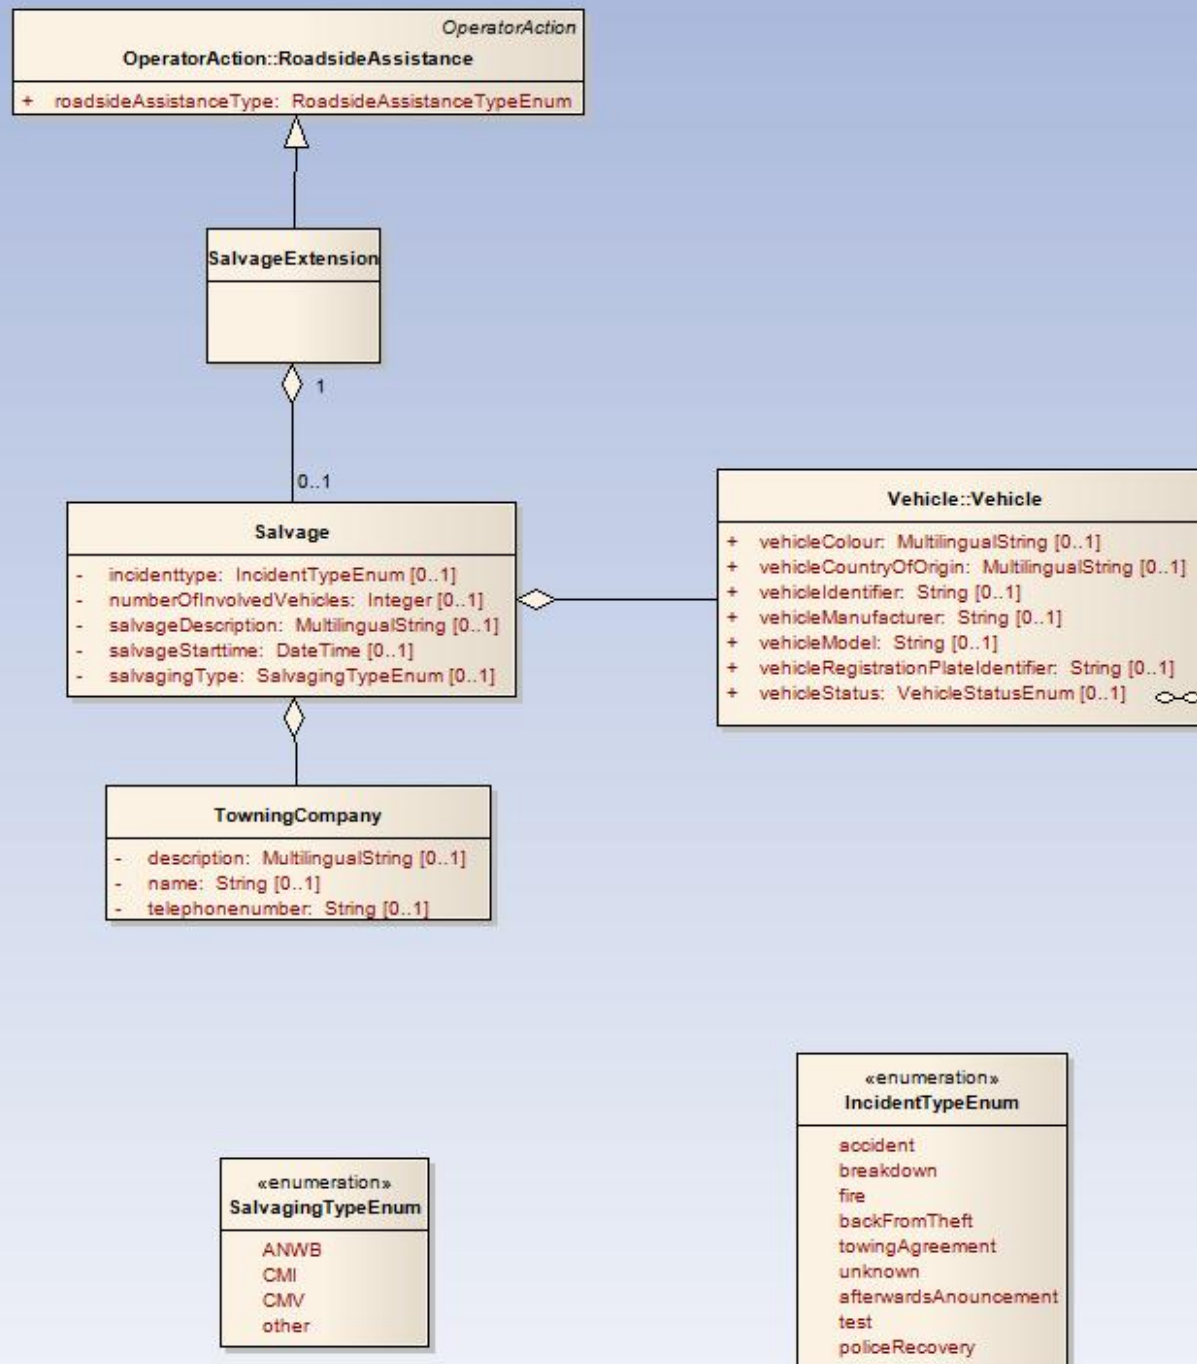 OperatorAction
OperatorAction::RoadsideAssistance
+ roadsideAssistanceType: RoadsideAssistanceTypeEnum
SalvageExtension
1
0..1
Salvage
- incidenttype: IncidentTypeEnum [0..1]
- numberOfInvolvedVehicles: Integer [0..1]
- salvageDescription: MultilingualString [0..1]
- salvageStarttime: DateTime [0..1]
- salvagingType: SalvagingTypeEnum [0..1]
Vehicle::Vehicle
+ vehicleColour: MultilingualString [0..1]
+ vehicleCountryOfOrigin: MultilingualString [0..1]
+ vehicleIdentifier: String [0..1]
+ vehicleManufacturer: String [0..1]
+ vehicleModel: String [0..1]
+ vehicleRegistrationPlateIdentifier: String [0..1]
+ vehicleStatus: VehicleStatusEnum [0..1]
TowningCompany
- description: MultilingualString [0..1]
- name: String [0..1]
- telephonenumber: String [0..1]
«enumeration»
SalvagingTypeEnum
ANWB
CMI
CMV
other
«enumeration»
IncidentTypeEnum
accident
breakdown
fire
backFromTheft
towingAgreement
unknown
afterwardsAnouncement
test
policeRecovery